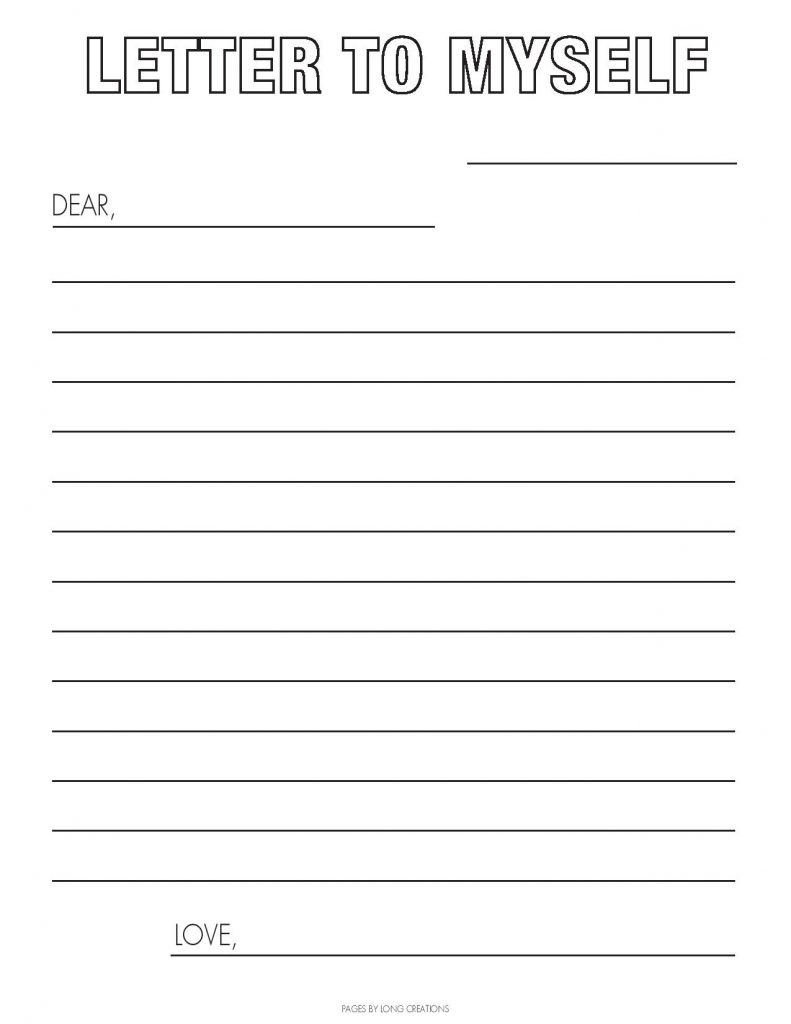 LETTER TO MYSELF
DEAR,
LOVE,
PAGES BY LONG CREATIONS